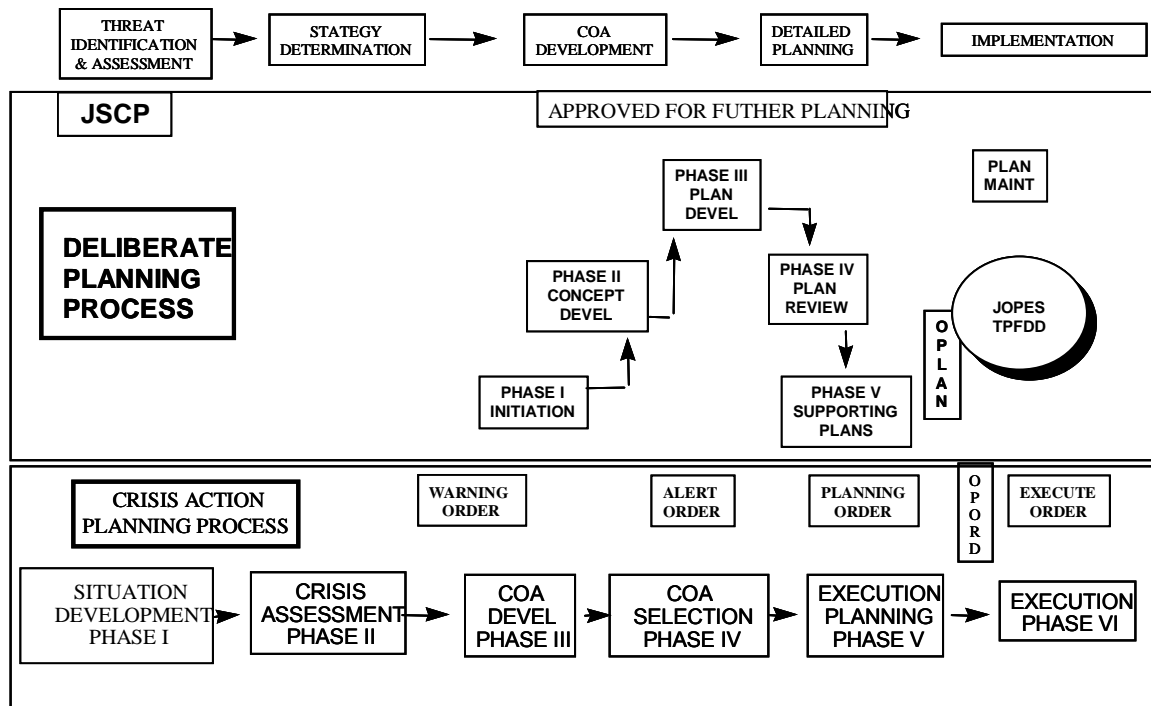 THREAT
IDENTIFICATION
& ASSESSMENT
STATEGY
DETERMINATION
COA
DEVELOPMENT
DETAILED
PLANNING
IMPLEMENTATION
JSCP
APPROVED FOR FUTHER PLANNING
DELIBERATE
PLANNING
PROCESS
PHASE I
INITIATION
PHASE II
CONCEPT
DEVEL
PHASE III
PLAN
DEVEL
PHASE IV
PLAN
REVIEW
PHASE V
SUPPORTING
PLANS
PLAN
MAINT
JOPES
TPFDD
O
P
L
A
N
CRISIS ACTION
PLANNING PROCESS
WARNING
ORDER
ALERT
ORDER
PLANNING
ORDER
O
P
O
R
D
EXECUTE
ORDER
SITUATION
DEVELOPMENT
PHASE I
CRISIS
ASSESSMENT
PHASE II
COA
DEVEL
PHASE III
COA
SELECTION
PHASE IV
EXECUTION
PLANNING
PHASE V
EXECUTION
PHASE VI